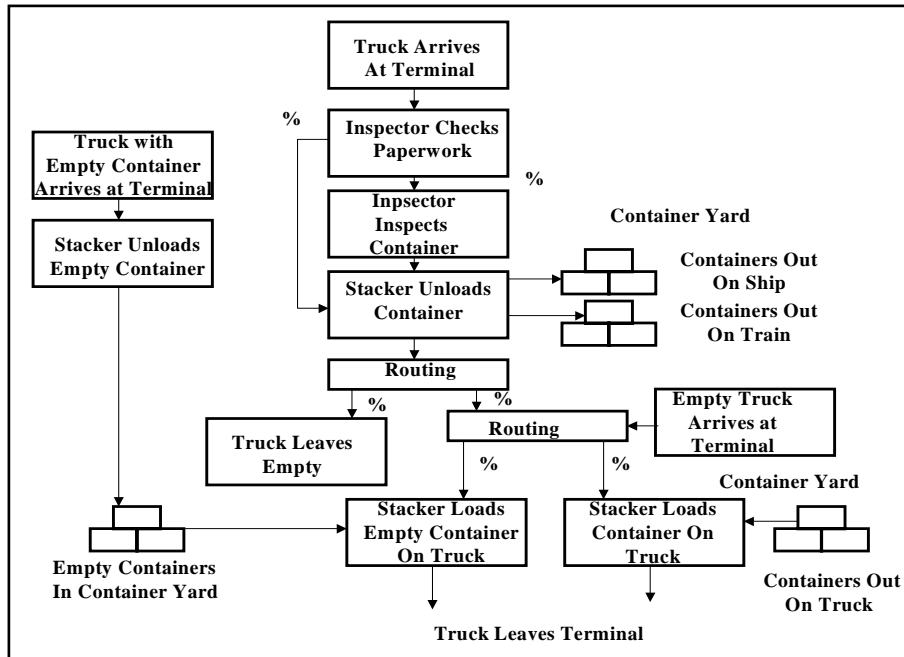 Truck Arrives
At Terminal
%
Inspector Checks
Paperwork
Truck with
Empty Container
Arrives at Terminal
%
Inpsector
Inspects
Container
Container Yard
Stacker Unloads
Empty Container
Containers Out
On Ship
Stacker Unloads
Container
Containers Out
On Train
Routing
%
%
Empty Truck
Arrives at
Terminal
Truck Leaves
Empty
Routing
%
%
Container Yard
Stacker Loads
Empty Container
On Truck
Stacker Loads
Container On
Truck
Empty Containers
In Container Yard
Containers Out
On Truck
Truck Leaves Terminal